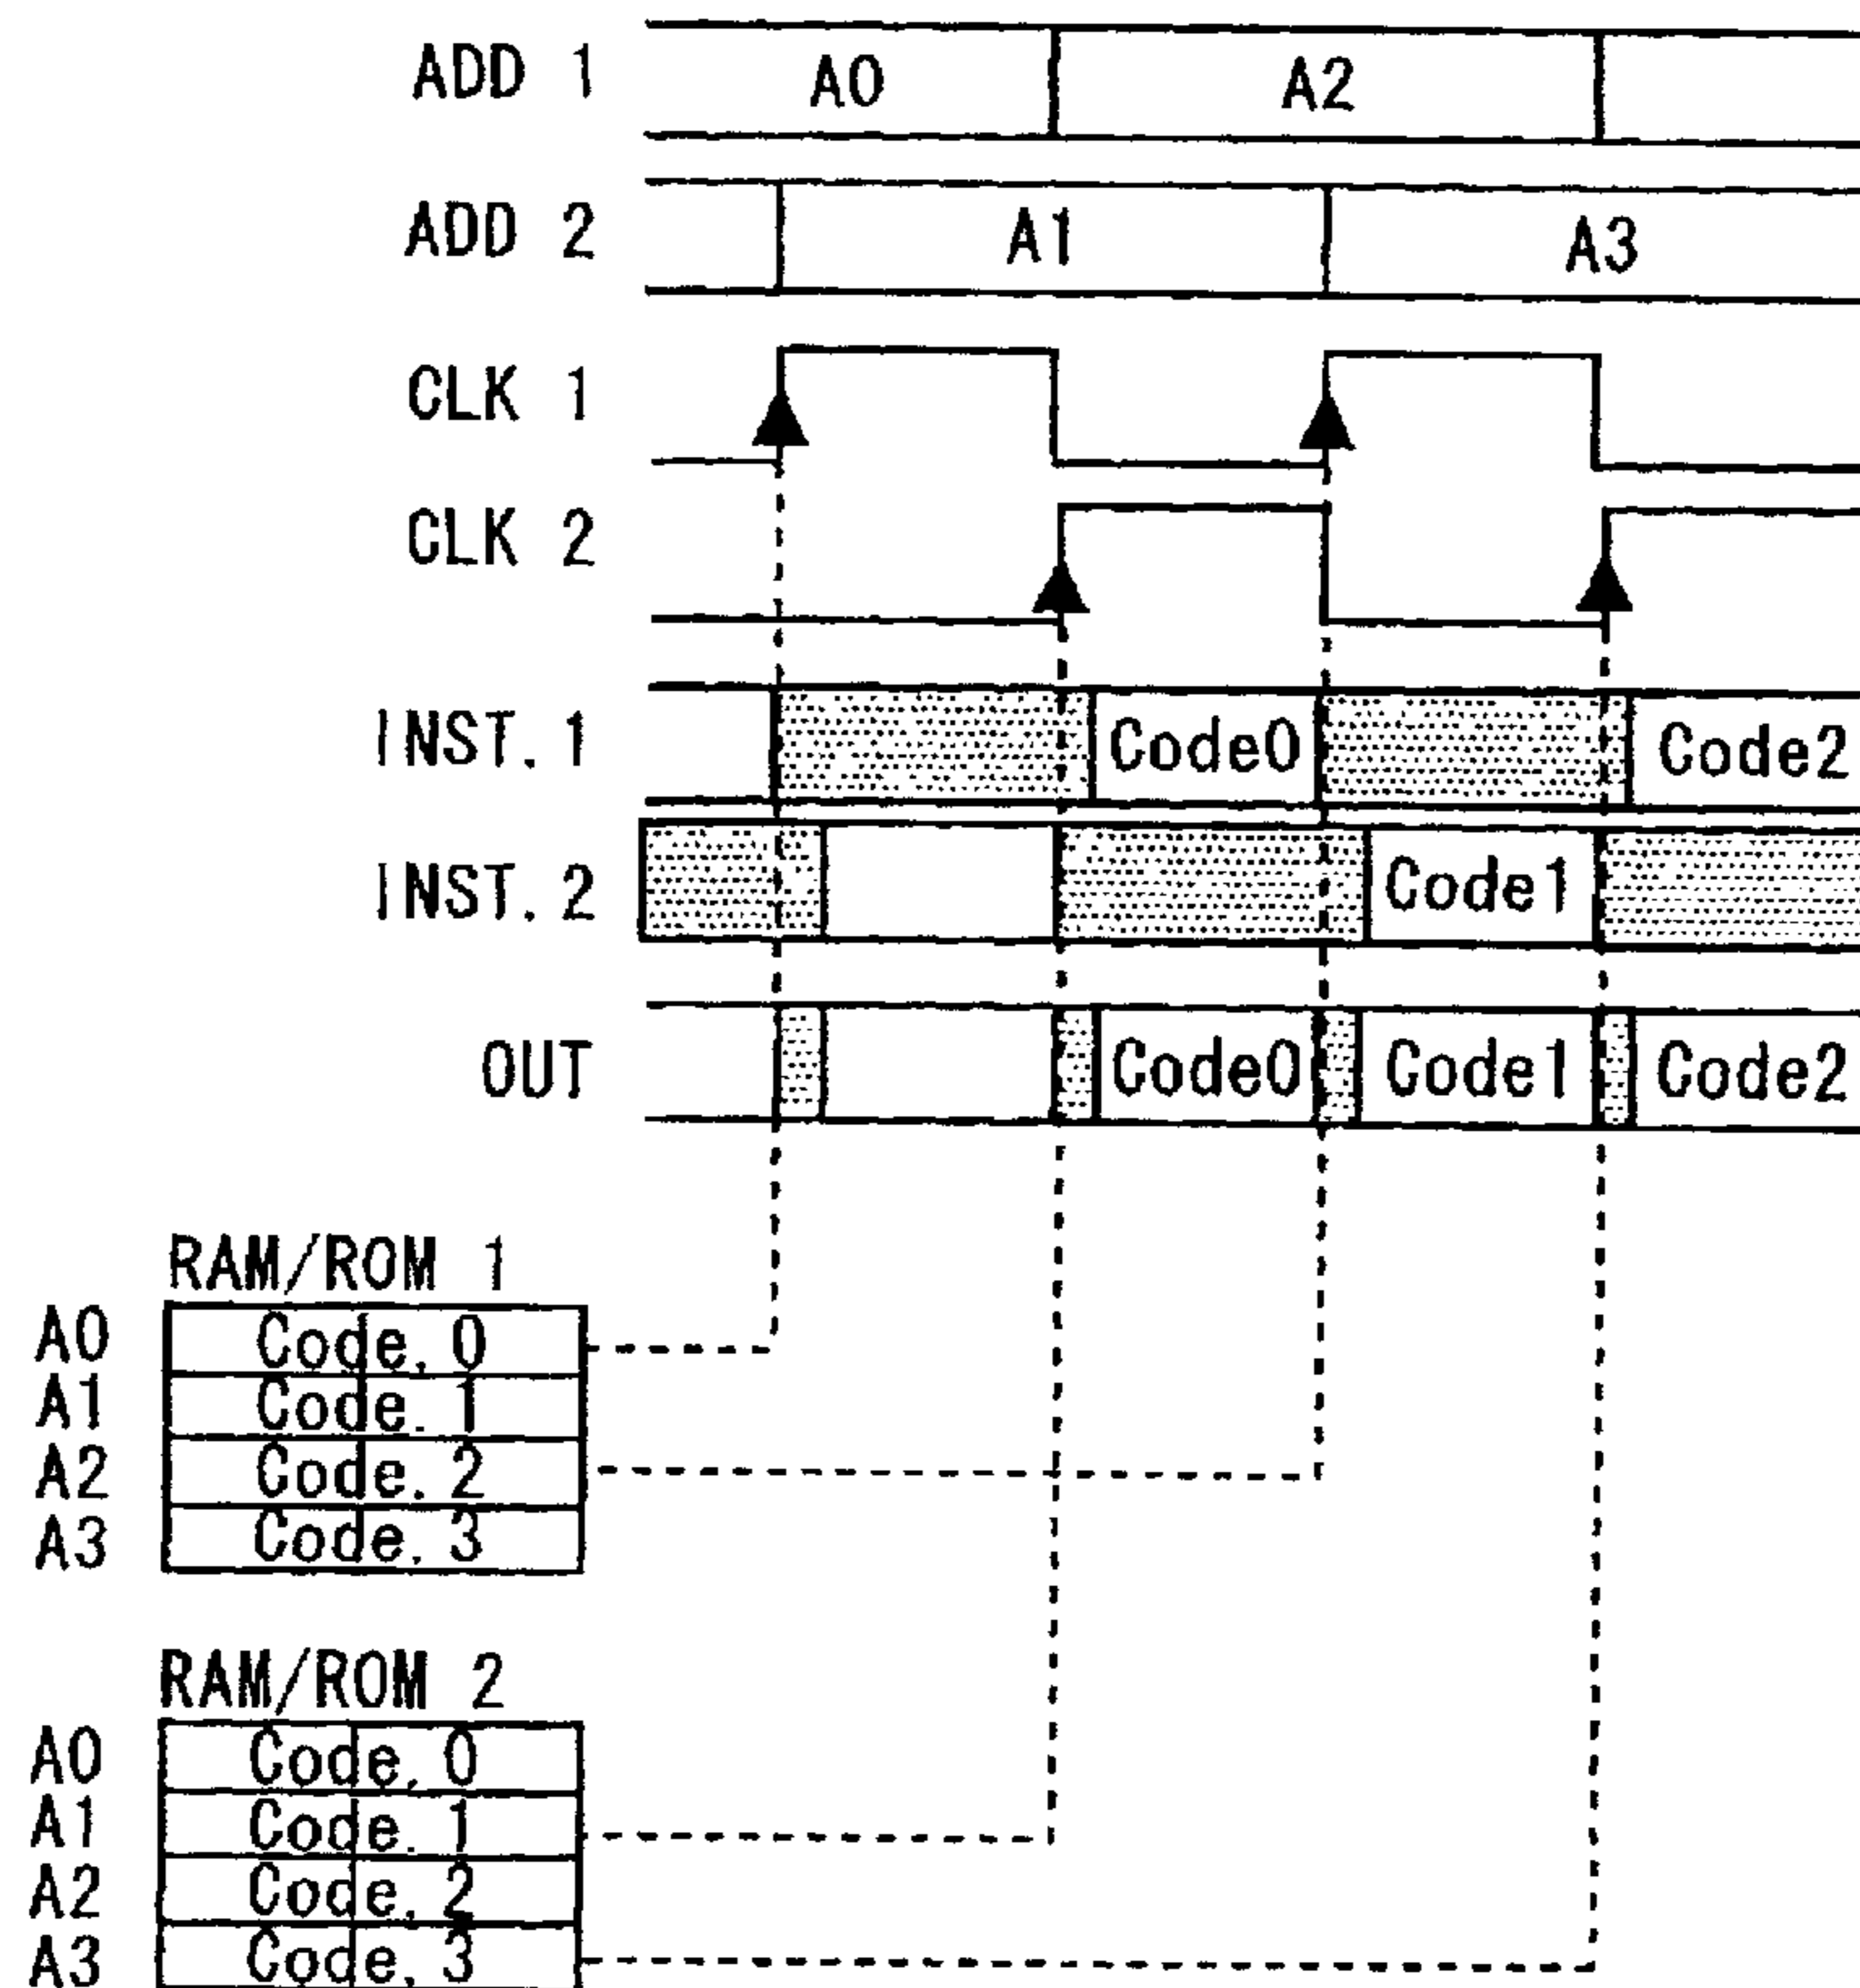 ADD 1 A0 A2
ADD 2 A1 A3
CLK 1
CLK 2
INST. 1 Code0 Code2
INST. 2 Code1
OUT Code0 Code1 Code2
RAM/ROM 1
A0 Code. 0
A1 Code. 1
A2 Code. 2
A3 Code. 3
RAM/ROM 2
A0 Code. 0
A1 Code. 1
A2 Code. 2
A3 Code. 3